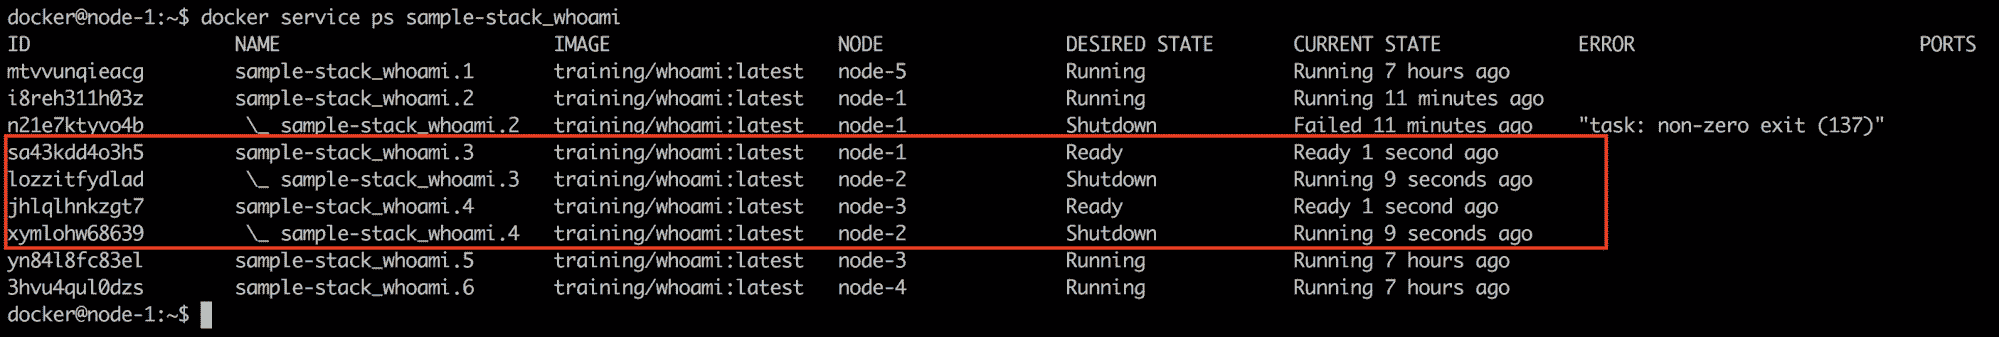 docker@node-1:~$ docker service ps sample-stack_whoami
ID NAME IMAGE NODE DESIRED STATE CURRENT STATE ERROR PORTS
mtvvunqieacg sample-stack_whoami.1 training/whoami:latest node-5 Running Running 7 hours ago
i8reh311h03z sample-stack_whoami.2 training/whoami:latest node-1 Running Running 11 minutes ago
n21e7ktyvo4b \_ sample-stack_whoami.2 training/whoami:latest node-1 Shutdown Failed 11 minutes ago "task: non-zero exit (137)"
sa43kdd4o3h5 sample-stack_whoami.3 training/whoami:latest node-1 Ready Ready 1 second ago
lozzitfydlad \_ sample-stack_whoami.3 training/whoami:latest node-2 Shutdown Running 9 seconds ago
jhlqlhnkzgt7 sample-stack_whoami.4 training/whoami:latest node-3 Ready Ready 1 second ago
xymlohw68639 \_ sample-stack_whoami.4 training/whoami:latest node-2 Shutdown Running 9 seconds ago
yn84l8fc83el sample-stack_whoami.5 training/whoami:latest node-3 Running Running 7 hours ago
3hvu4qul0dzs sample-stack_whoami.6 training/whoami:latest node-4 Running Running 7 hours ago
docker@node-1:~$